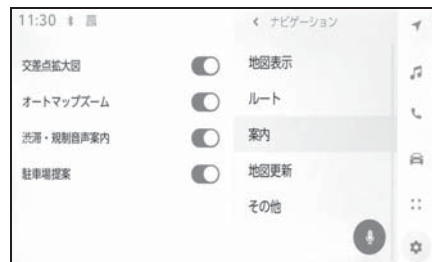 11:30
交差点拡大図
オートマップズーム
渋滞・規制音声案内
駐車場提案
ナビゲーション
地図表示
ルート
案内
地図更新
その他